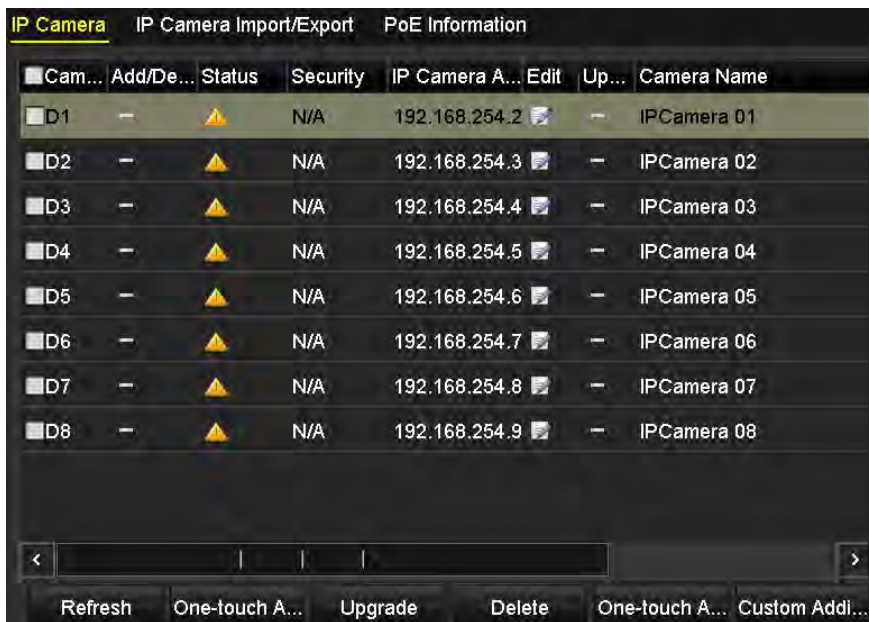 IP Camera IP Camera Import/Export PoE Information
Cam... Add/De... Status Security IP Camera A... Edit Up... Camera Name
D1 – N/A 192.168.254.2 – IPCamera 01
D2 – N/A 192.168.254.3 – IPCamera 02
D3 – N/A 192.168.254.4 – IPCamera 03
D4 – N/A 192.168.254.5 – IPCamera 04
D5 – N/A 192.168.254.6 – IPCamera 05
D6 – N/A 192.168.254.7 – IPCamera 06
D7 – N/A 192.168.254.8 – IPCamera 07
D8 – N/A 192.168.254.9 – IPCamera 08
Refresh One-touch A... Upgrade Delete One-touch A... Custom Addi...